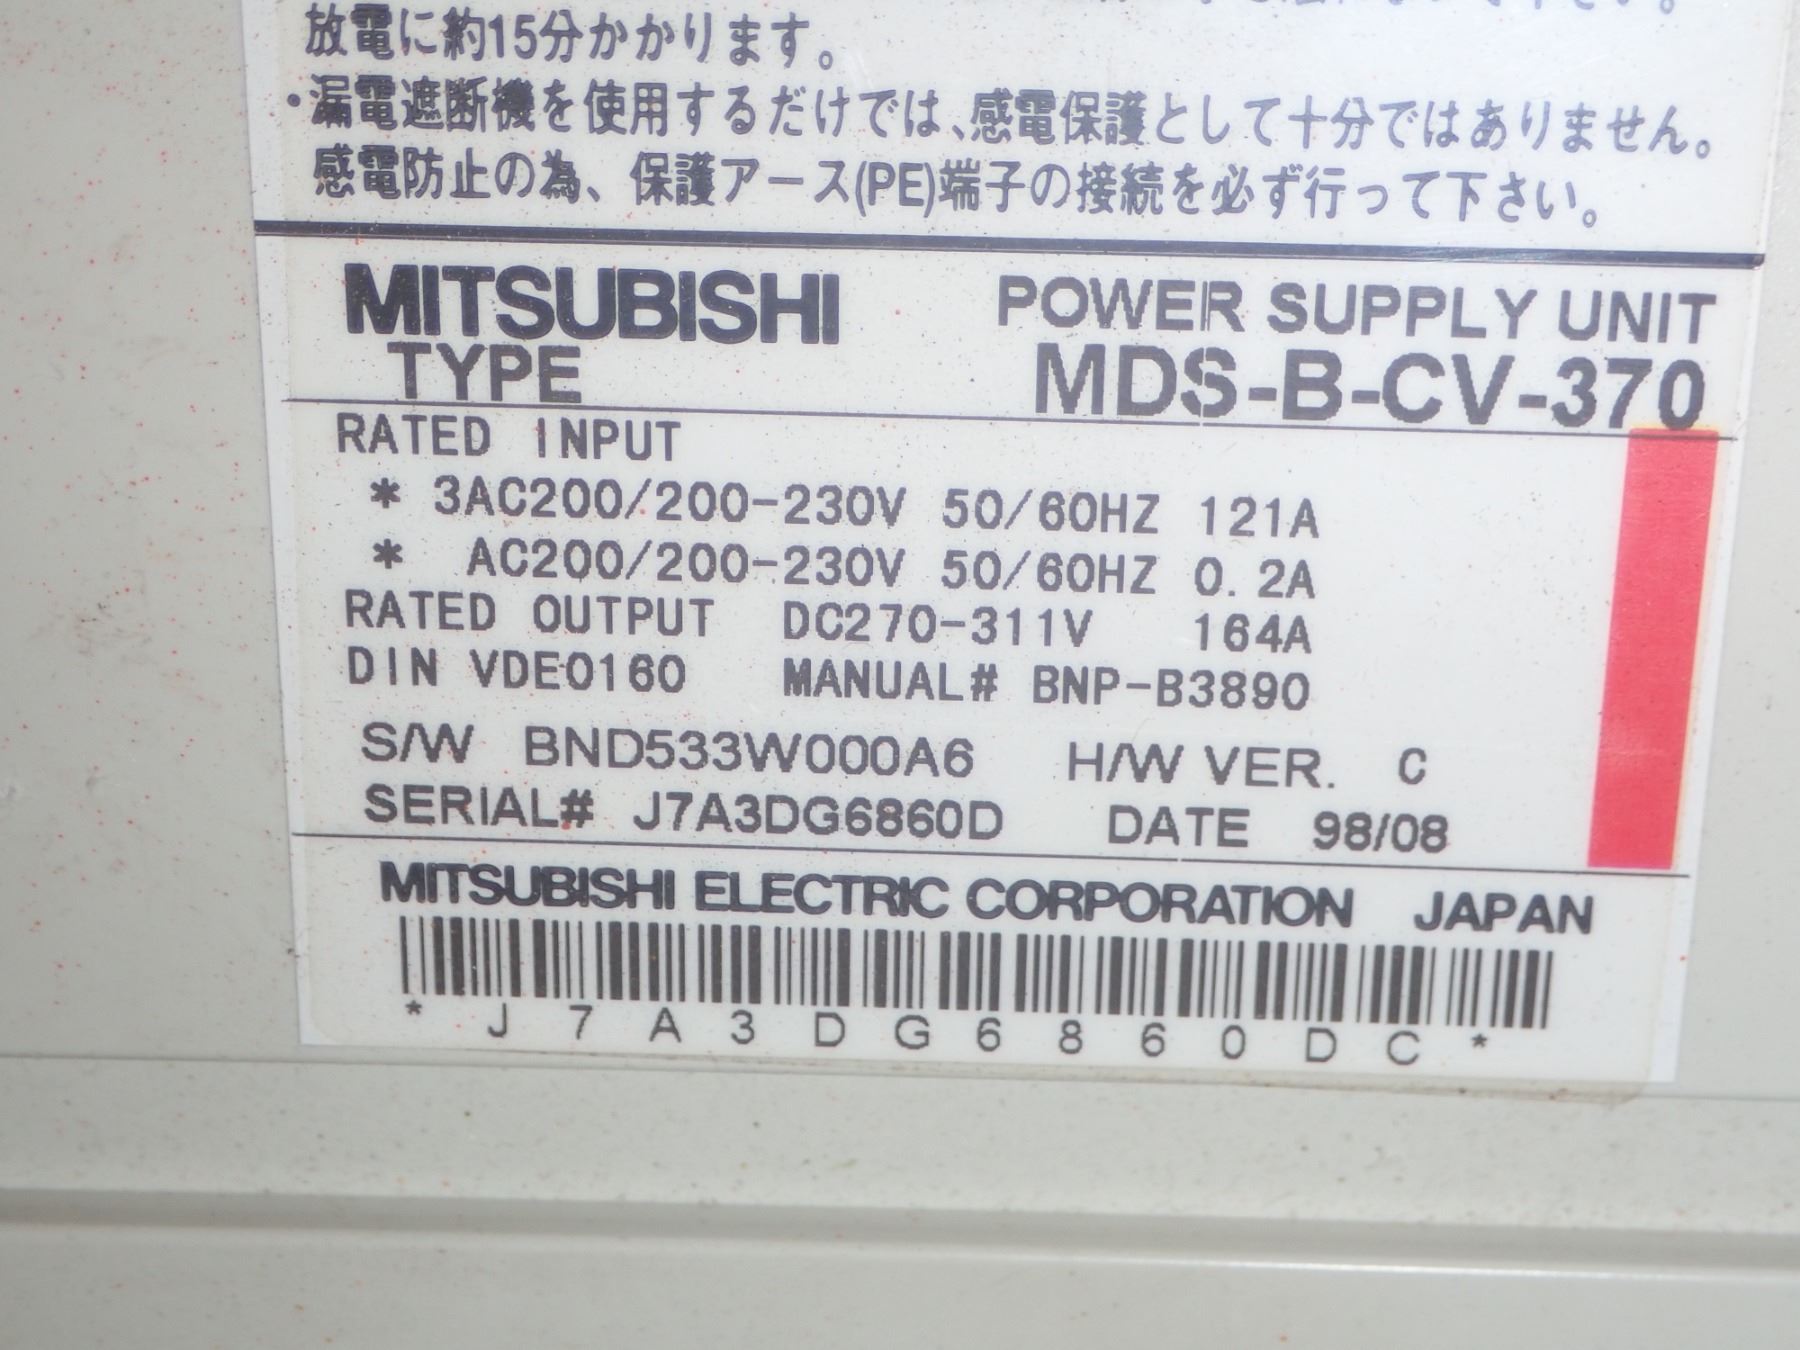 放電に約15分かかります。
・漏電遮断機を使用するだけでは、感電保護として十分ではありません。
感電防止の為、保護アース(PE)端子の接続を必ず行って下さい。
MITSUBISHI POWER SUPPLY UNIT
TYPE MDS-B-CV-370
RATED INPUT
* 3AC200/200-230V 50/60HZ 121A
* AC200/200-230V 50/60HZ 0.2A
RATED OUTPUT DC270-311V 164A
DIN VDE0160 MANUAL# BNP-B3890
S/W BND533W000A6 H/W VER. C
SERIAL# J7A3DG6860D DATE 98/08
MITSUBISHI ELECTRIC CORPORATION JAPAN
*J7A3DG6860DC*